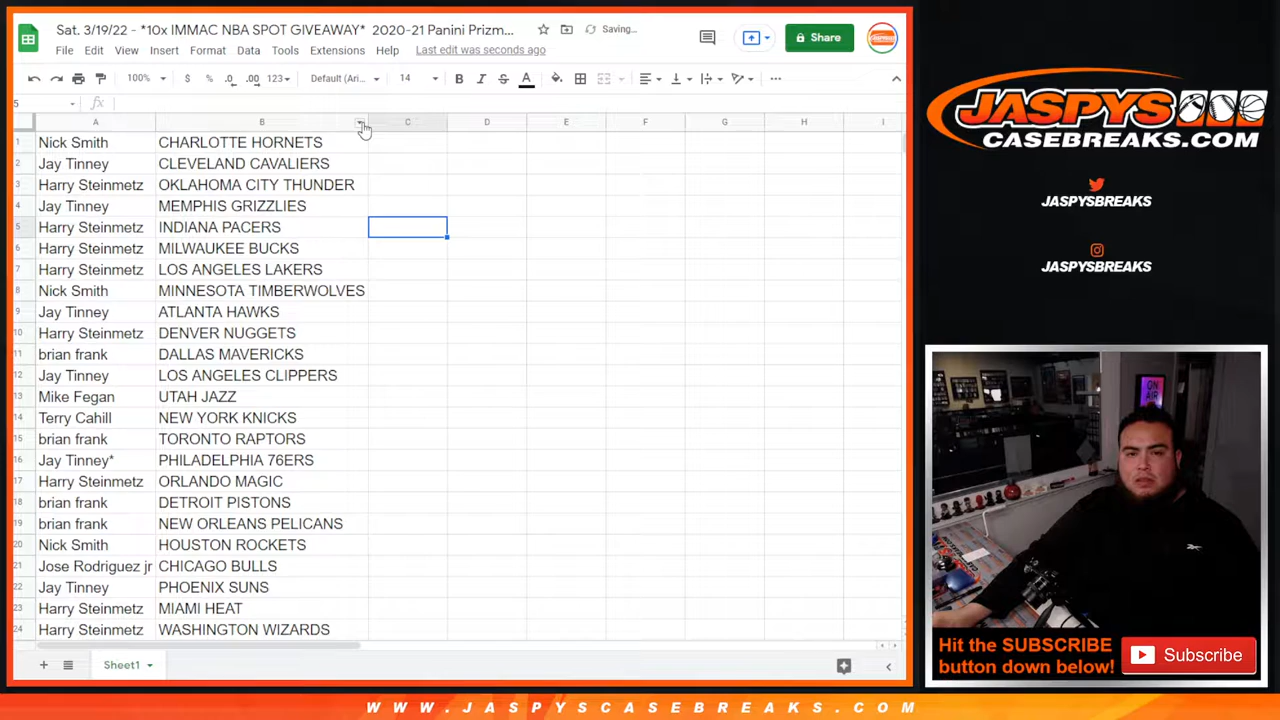 Sat. 3/19/22 - *10x IMMAC NBA SPOT GIVEAWAY* 2020-21 Panini Prizm...
Saving...
Share
File Edit View Insert Format Data Tools Extensions Help Last edit was seconds ago
100% $ % .0 .00 123 Default (Ari... 14 B I S A
5 fx
A B C D E F G H I
1 Nick Smith CHARLOTTE HORNETS
2 Jay Tinney CLEVELAND CAVALIERS
3 Harry Steinmetz OKLAHOMA CITY THUNDER
4 Jay Tinney MEMPHIS GRIZZLIES
5 Harry Steinmetz INDIANA PACERS
6 Harry Steinmetz MILWAUKEE BUCKS
7 Harry Steinmetz LOS ANGELES LAKERS
8 Nick Smith MINNESOTA TIMBERWOLVES
9 Jay Tinney ATLANTA HAWKS
10 Harry Steinmetz DENVER NUGGETS
11 brian frank DALLAS MAVERICKS
12 Jay Tinney LOS ANGELES CLIPPERS
13 Mike Fegan UTAH JAZZ
14 Terry Cahill NEW YORK KNICKS
15 brian frank TORONTO RAPTORS
16 Jay Tinney* PHILADELPHIA 76ERS
17 Harry Steinmetz ORLANDO MAGIC
18 brian frank DETROIT PISTONS
19 brian frank NEW ORLEANS PELICANS
20 Nick Smith HOUSTON ROCKETS
21 Jose Rodriguez jr CHICAGO BULLS
22 Jay Tinney PHOENIX SUNS
23 Harry Steinmetz MIAMI HEAT
24 Harry Steinmetz WASHINGTON WIZARDS
Sheet1
JASPYS
CASEBREAKS.COM
JASPYSBREAKS
JASPYSBREAKS
ON
AIR
Hit the SUBSCRIBE
button down below!
Subscribe
WWW.JASPYSCASEBREAKS.COM